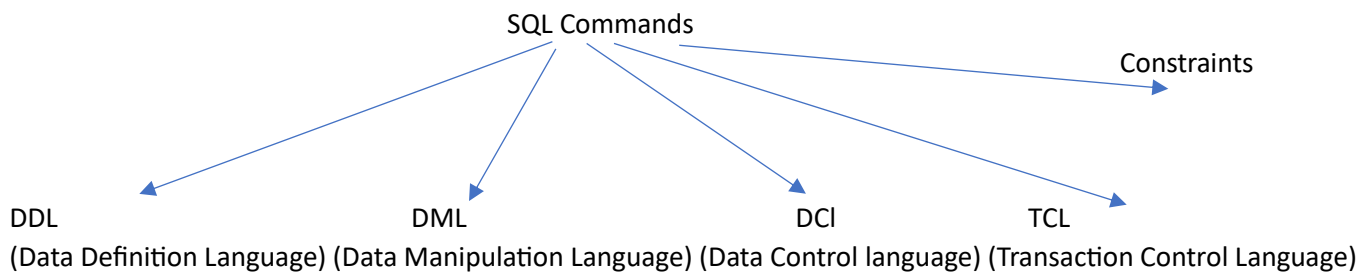 SQL Commands
Constraints
DDL DML DCl TCL
(Data Definition Language) (Data Manipulation Language) (Data Control language) (Transaction Control Language)